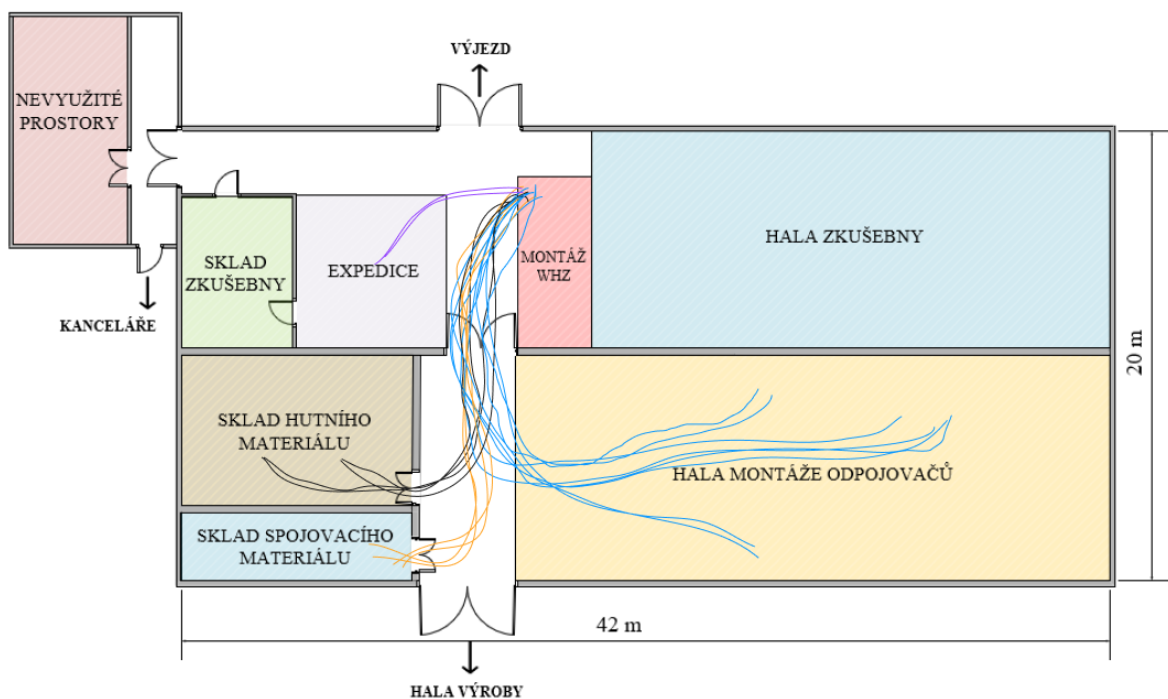 VÝJEZD
NEVYUŽITÉ
PROSTORY
HALA ZKUŠEBNY
SKLAD
ZKUŠEBNY
EXPEDICE
MONTÁŽ
WHZ
KANCELÁŘE
20 m
SKLAD HUTNÍHO
MATERIÁLU
HALA MONTÁŽE ODPOJOVAČŮ
SKLAD SPOJOVACÍHO
MATERIÁLU
42 m
HALA VÝROBY